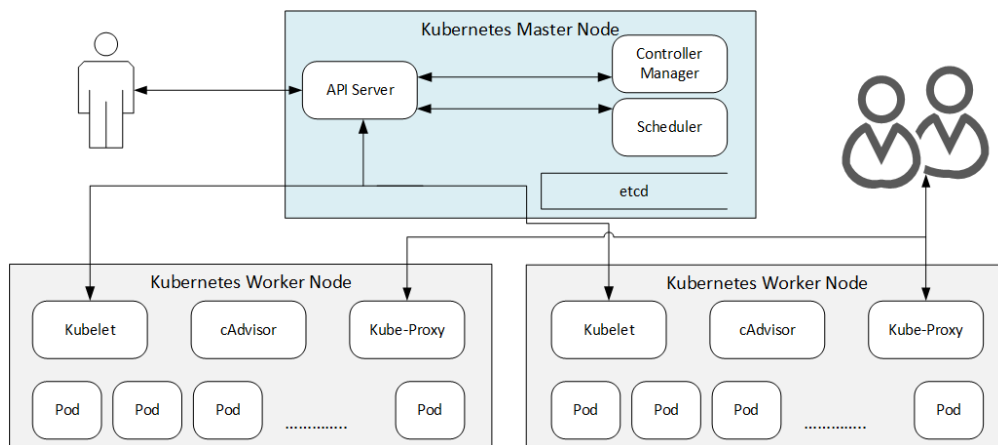 Kubernetes Master Node
API Server
Controller
Manager
Scheduler
etcd
Kubernetes Worker Node
Kubelet
cAdvisor
Kube-Proxy
Pod
Pod
Pod
..............
Pod
Kubernetes Worker Node
Kubelet
cAdvisor
Kube-Proxy
Pod
Pod
Pod
..............
Pod